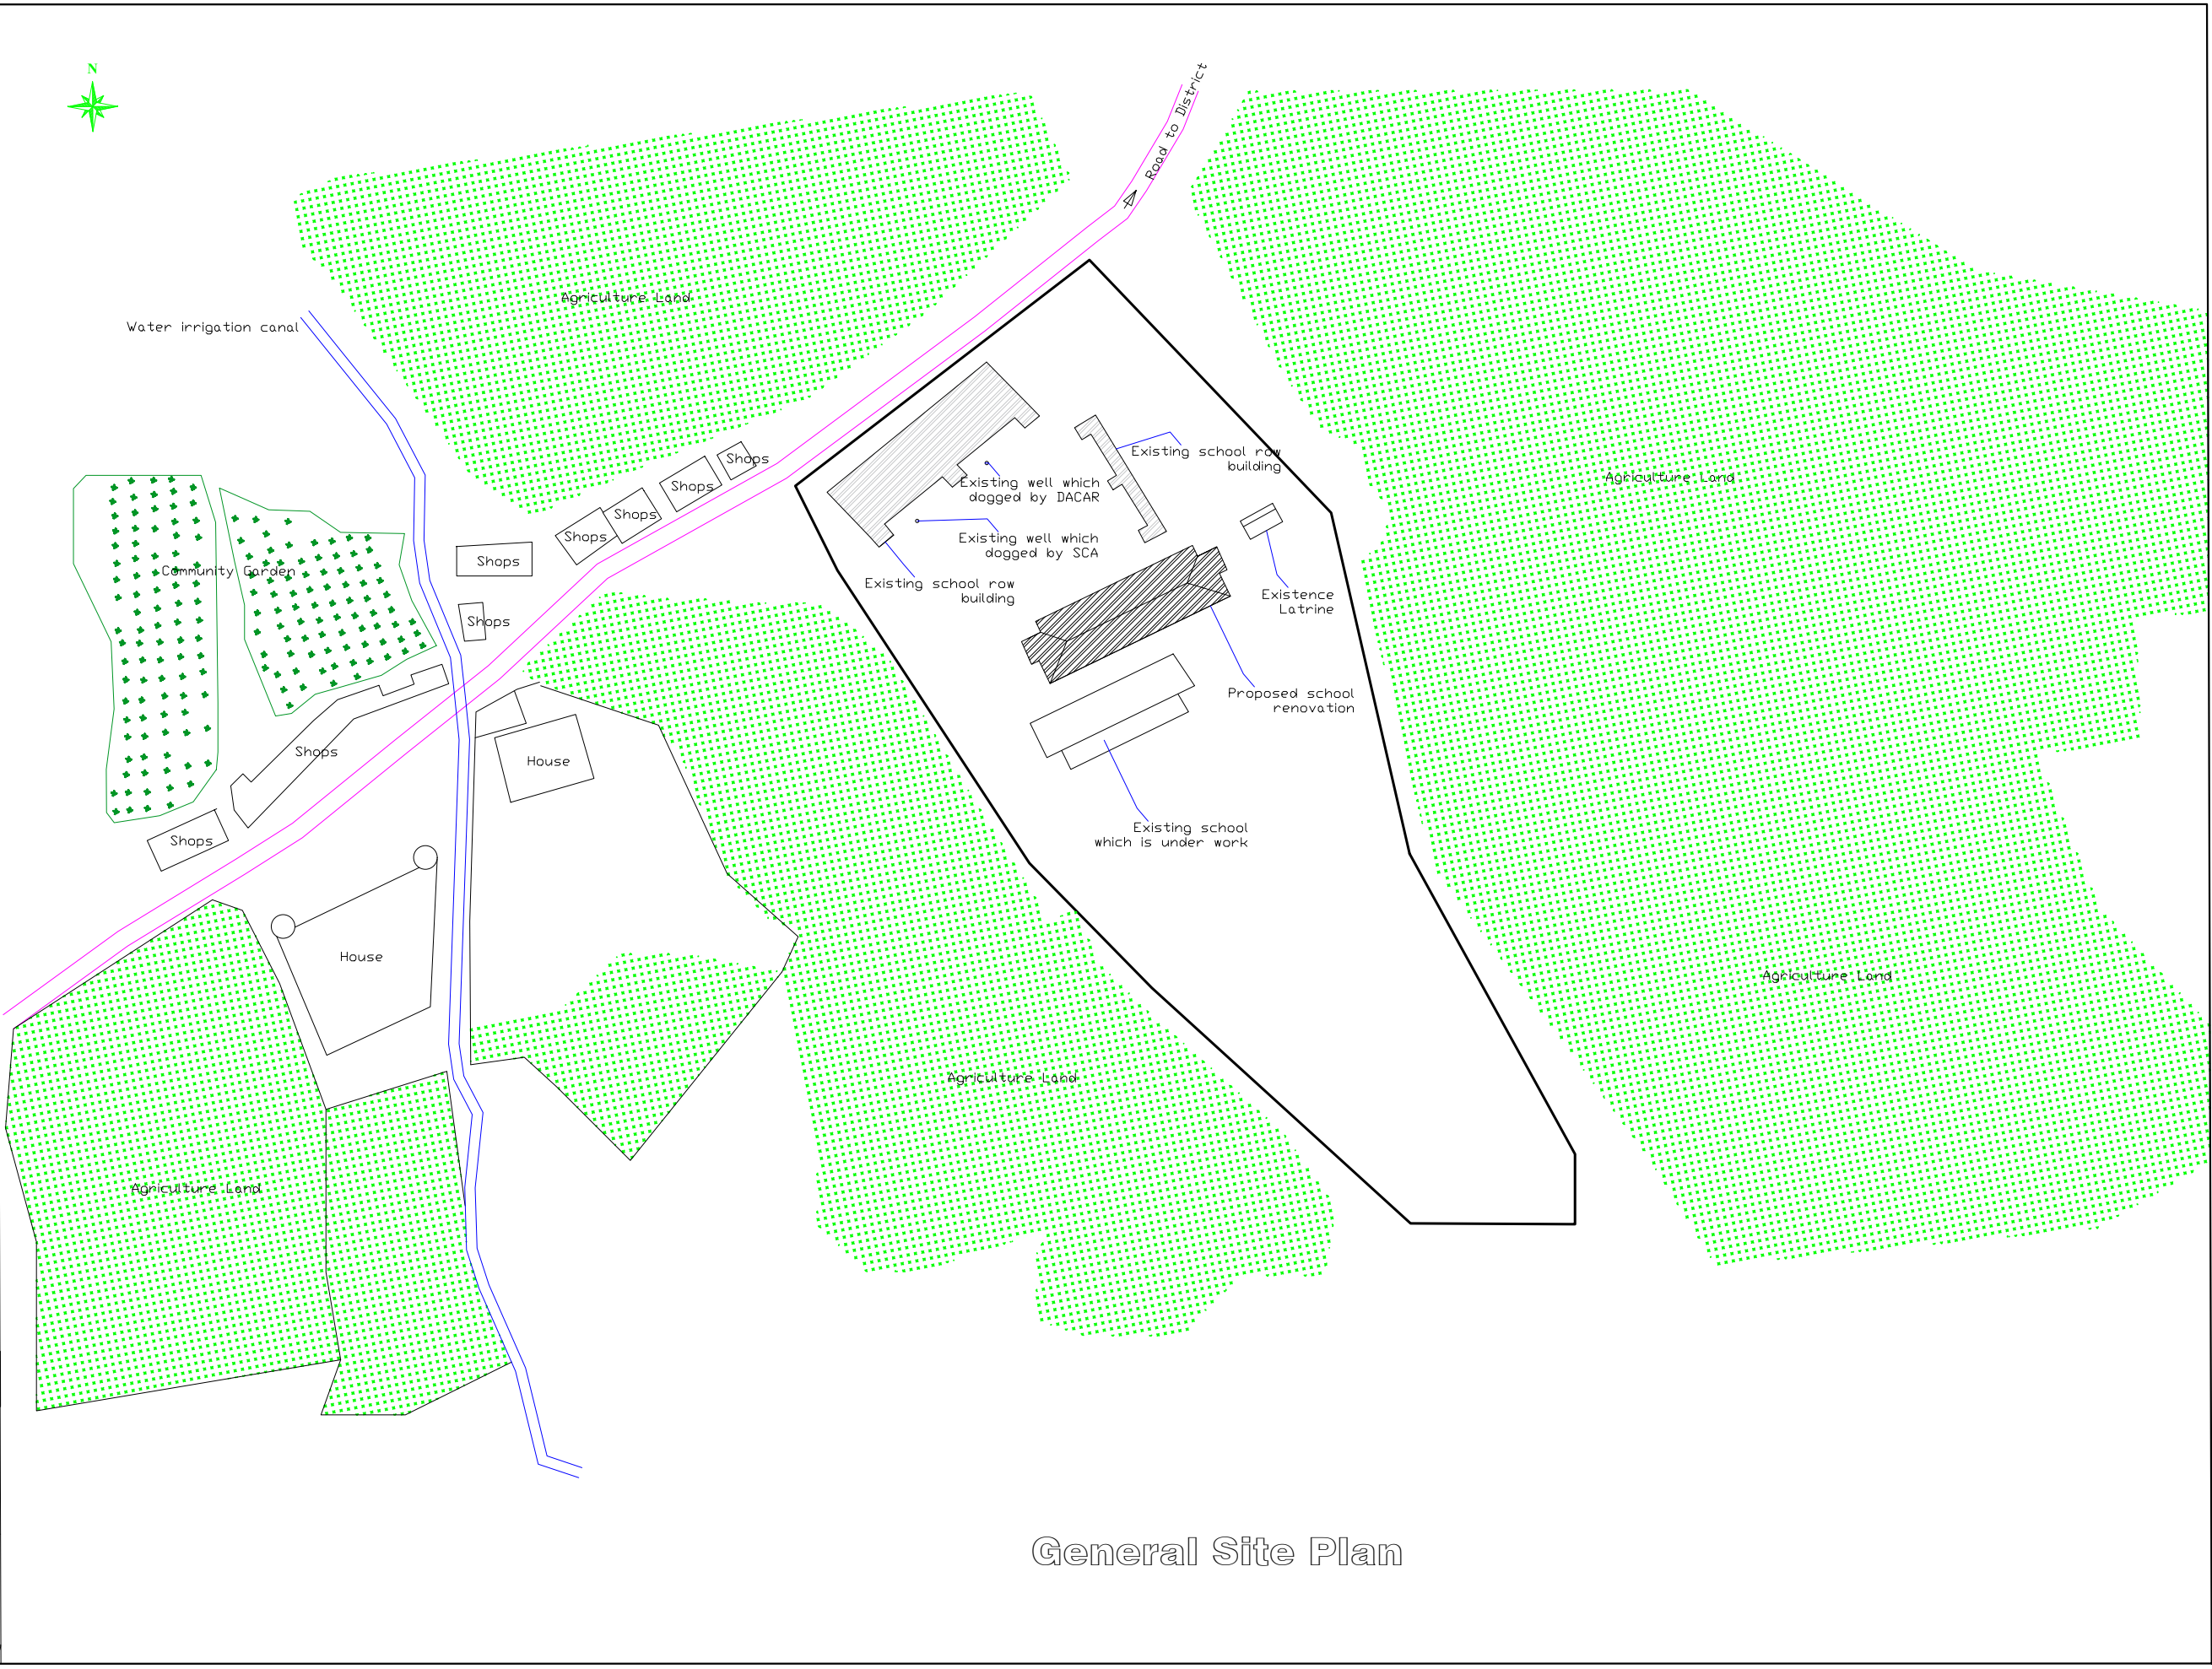 N
Road to District
Agriculture Land
Water irrigation canal
Existing school row
building
Shops
Agriculture Land
Existing well which
dogged by DACAR
Shops
Shops
Shops
Existing well which
dogged by SCA
Shops
Community Garden
Existing school row
building
Existence
Latrine
Shops
Proposed school
renovation
Shops
House
Existing school
which is under work
Shops
House
Agriculture Land
Agriculture Land
Agriculture Land
General Site Plan